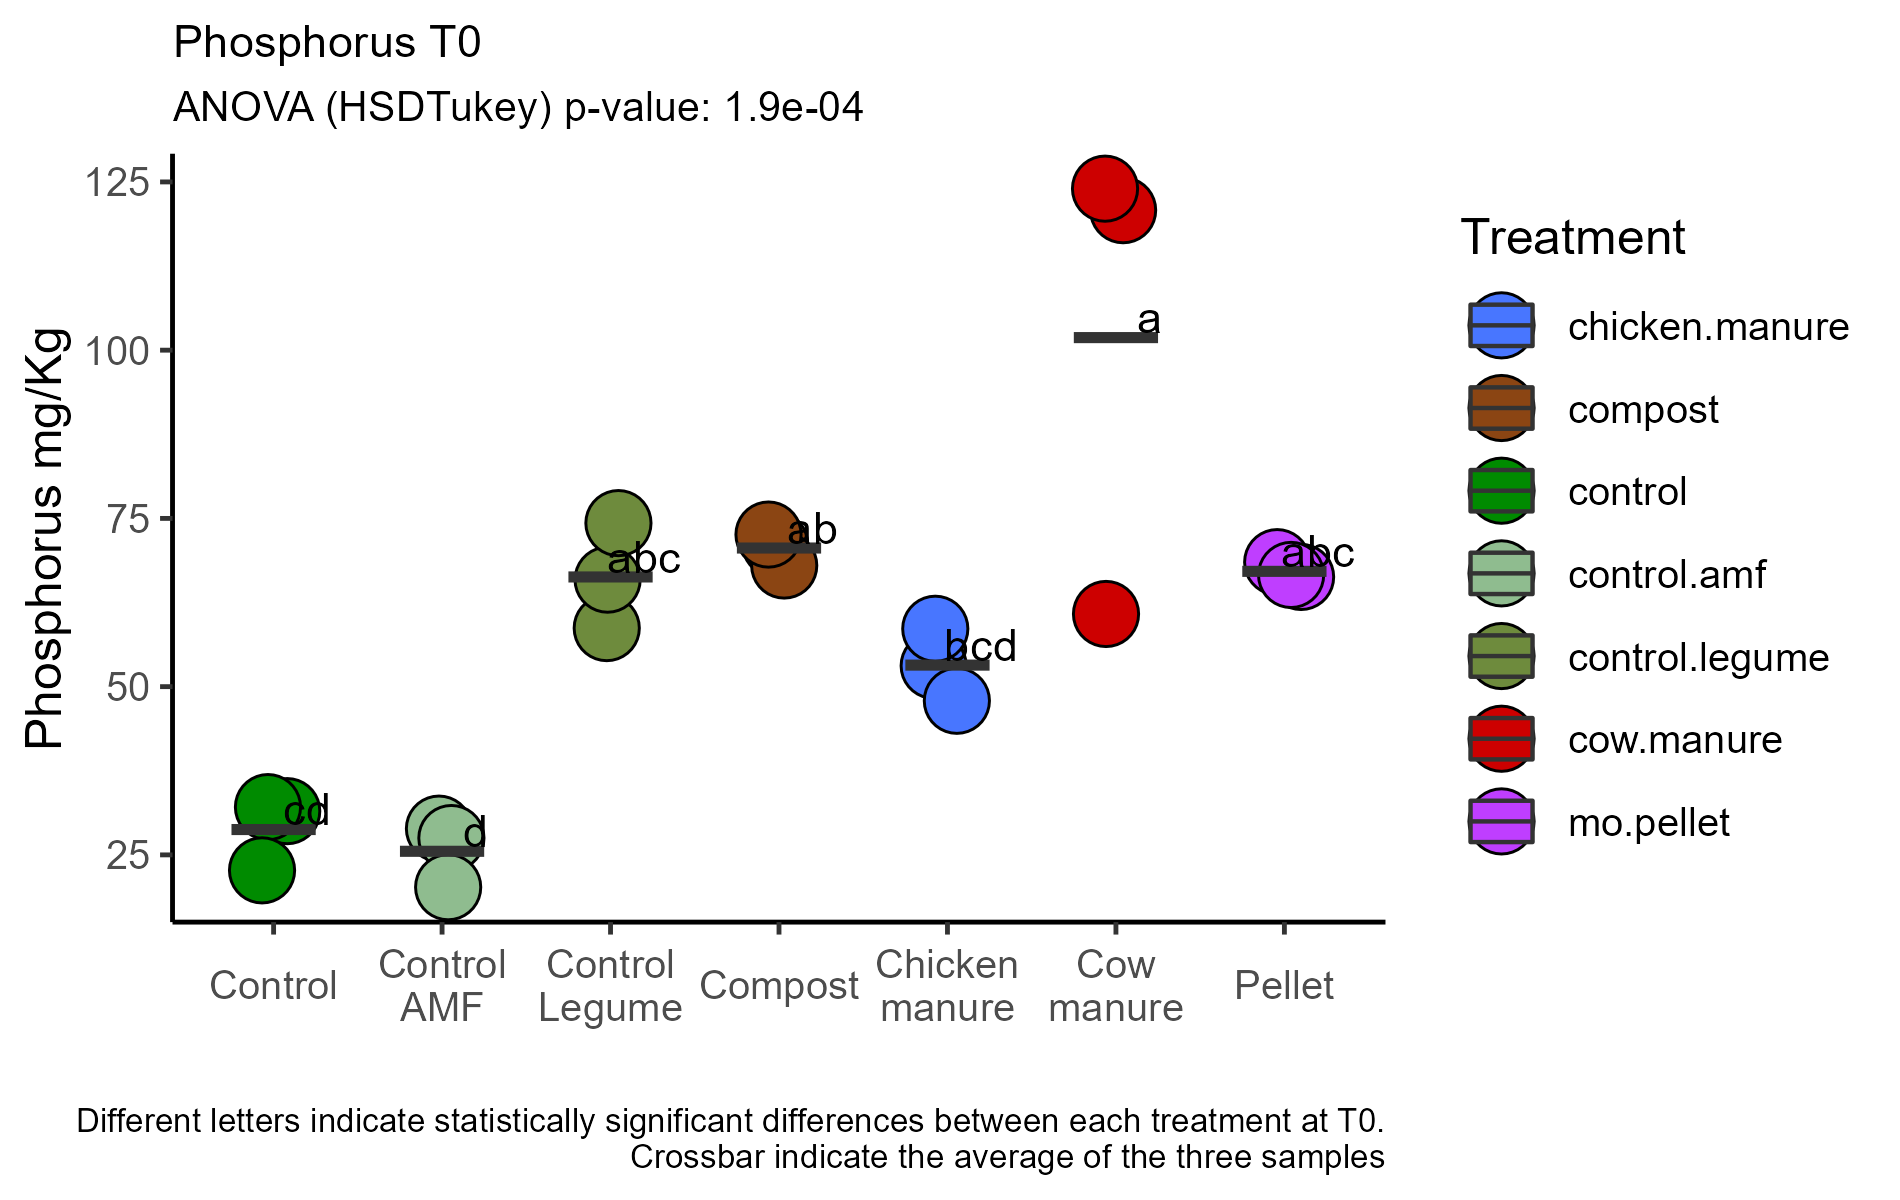 Phosphorus T0
ANOVA (HSDTukey) p-value: 1.9e-04
Phosphorus mg/Kg
125
100
75
50
25
cd
d
abc
ab
bcd
a
abc
Control
Control
AMF
Control
Legume
Compost
Chicken
manure
Cow
manure
Pellet
Treatment
chicken.manure
compost
control
control.amf
control.legume
cow.manure
mo.pellet
Different letters indicate statistically significant differences between each treatment at T0.
Crossbar indicate the average of the three samples